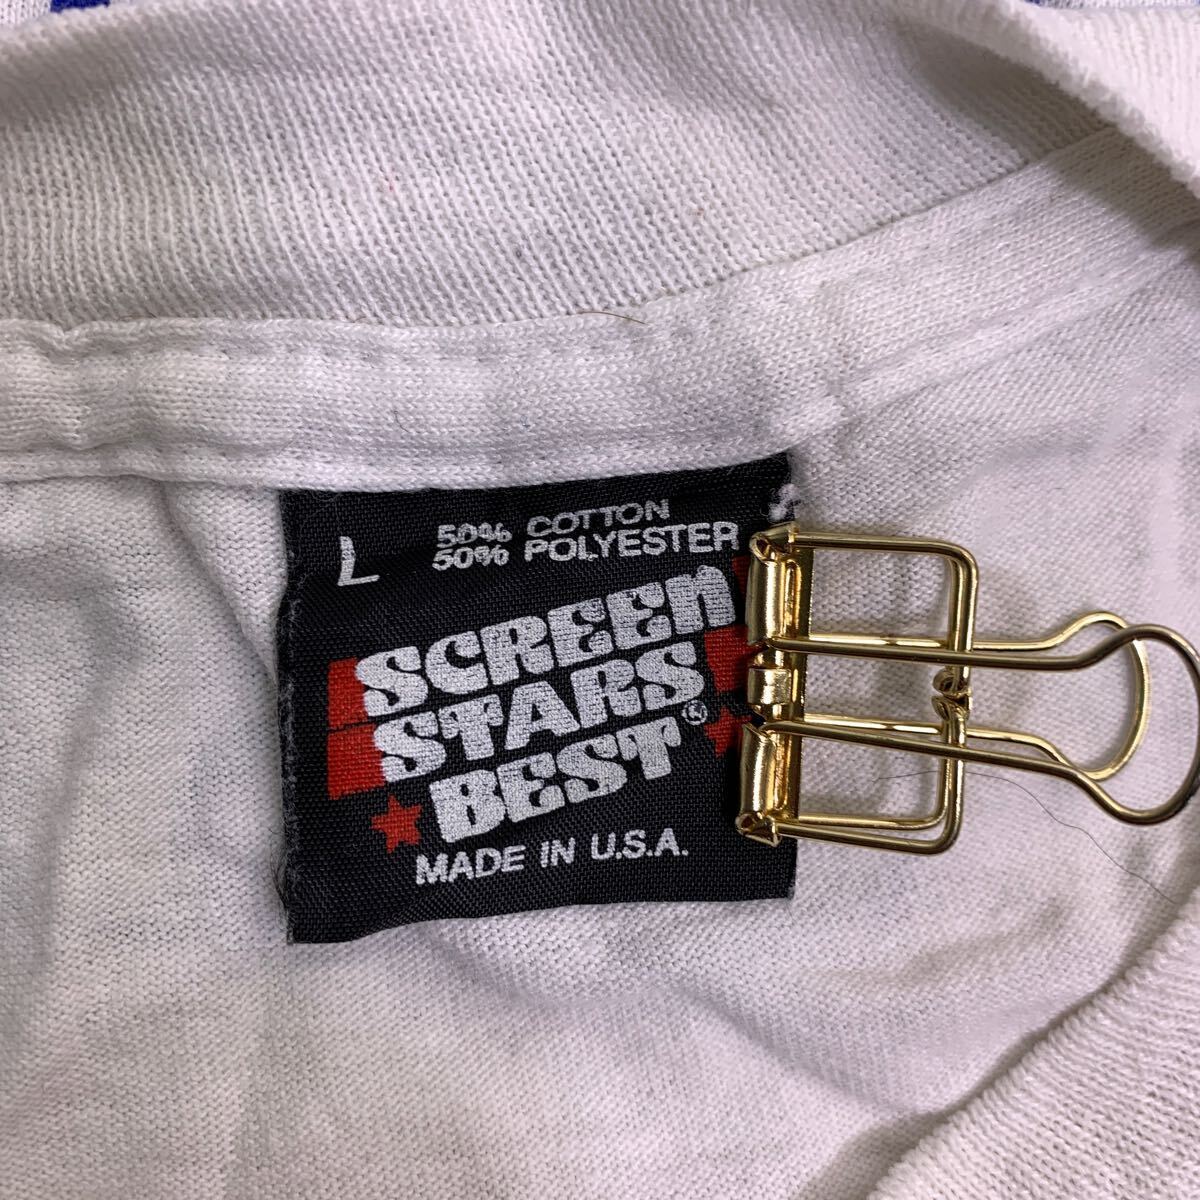 L
50% COTTON
50% POLYESTER
SCREEN
STARS
BEST®
MADE IN U.S.A.